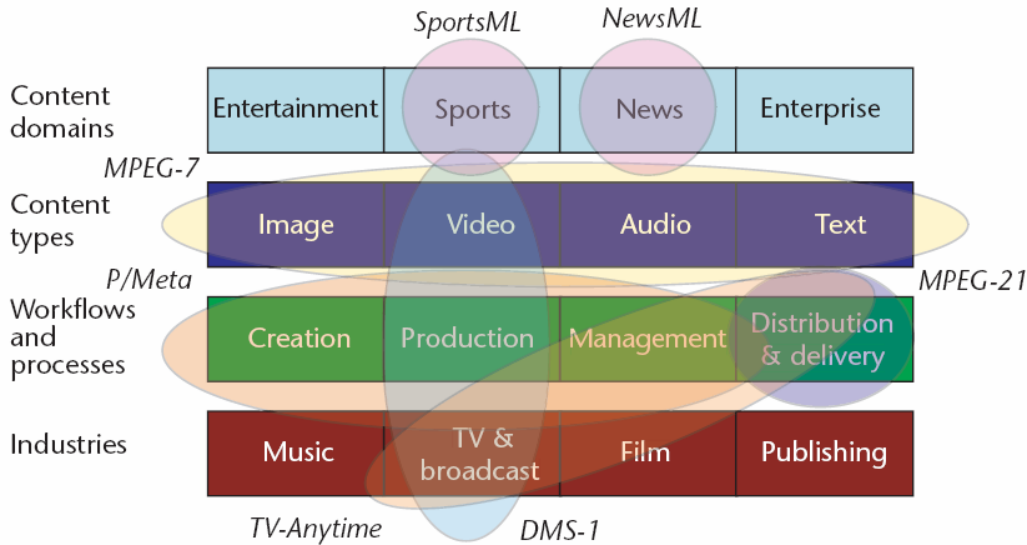 SportsML
NewsML
Content
domains
Entertainment
Sports
News
Enterprise
MPEG-7
Content
types
Image
Video
Audio
Text
P/Meta
MPEG-21
Workflows
and
processes
Creation
Production
Management
Distribution
& delivery
Industries
Music
TV &
broadcast
Film
Publishing
TV-Anytime
DMS-1